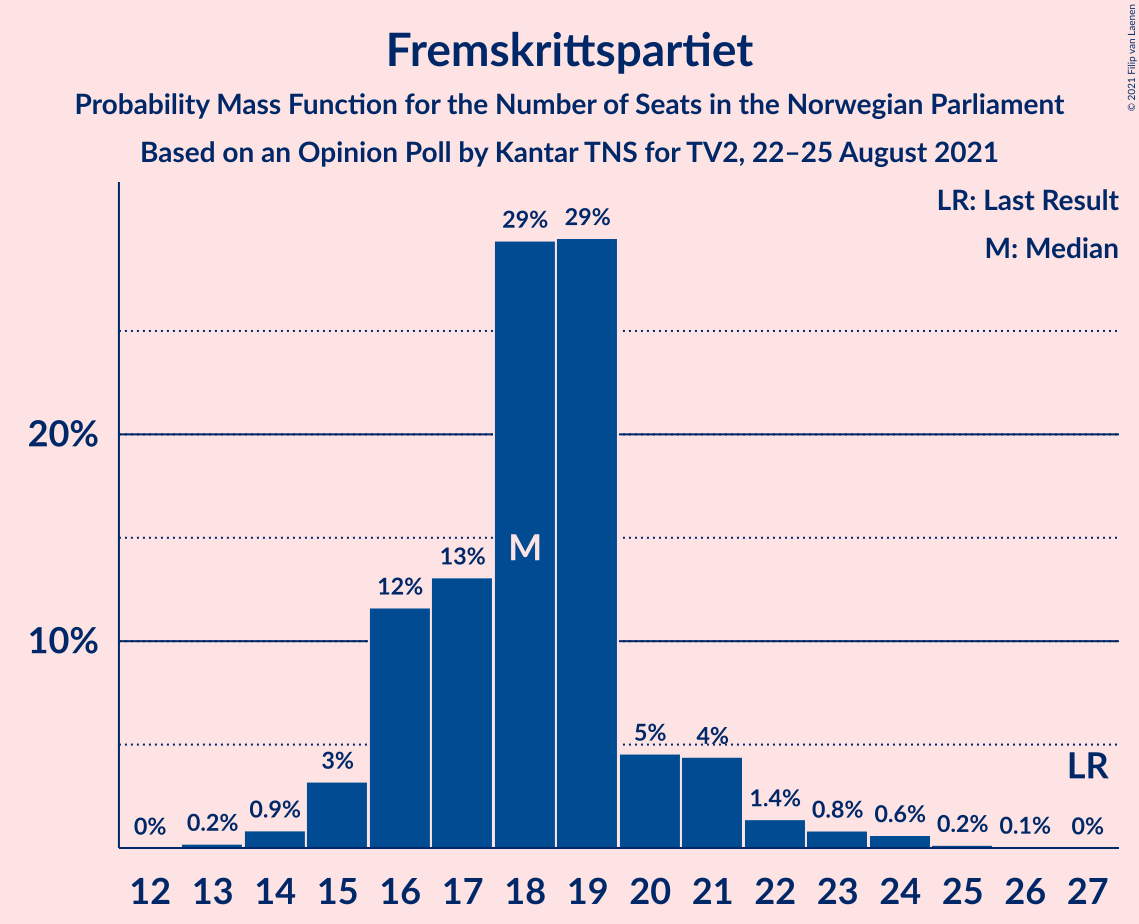 Fremskrittspartiet
Probability Mass Function for the Number of Seats in the Norwegian Parliament
Based on an Opinion Poll by Kantar TNS for TV2, 22–25 August 2021
© 2021 Filip van Laenen
LR: Last Result
M: Median
29% 29%
20%
M
13%
12%
10%
5% 4%
3%
LR
1.4%
0.9% 0.8% 0.6%
0% 0.2% 0.2% 0.1% 0%
12 13 14 15 16 17 18 19 20 21 22 23 24 25 26 27